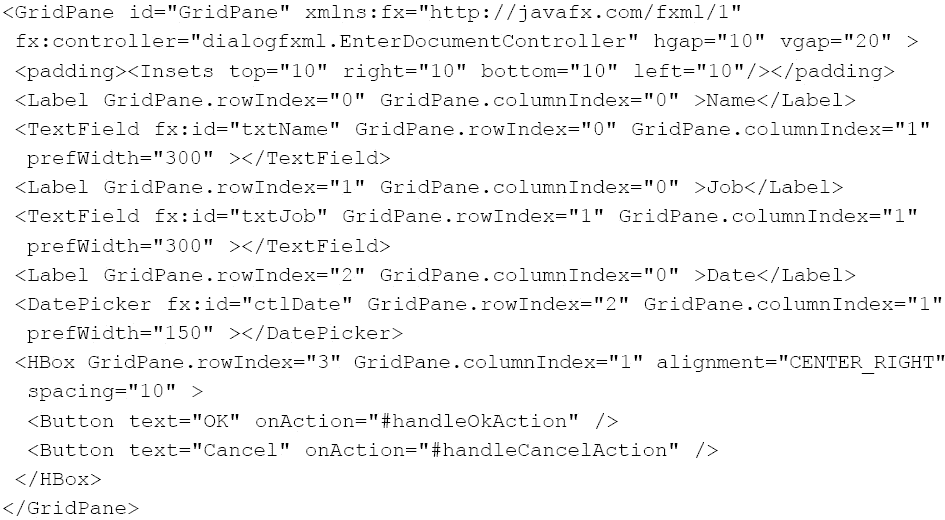 <GridPane id="GridPane" xmlns:fx="http://javafx.com/fxml/1"
fx:controller="dialogfxml.EnterDocumentController" hgap="10" vgap="20" >
<padding><Insets top="10" right="10" bottom="10" left="10"/></padding>
<Label GridPane.rowIndex="0" GridPane.columnIndex="0" >Name</Label>
<TextField fx:id="txtName" GridPane.rowIndex="0" GridPane.columnIndex="1"
prefWidth="300" ></TextField>
<Label GridPane.rowIndex="1" GridPane.columnIndex="0" >Job</Label>
<TextField fx:id="txtJob" GridPane.rowIndex="1" GridPane.columnIndex="1"
prefWidth="300" ></TextField>
<Label GridPane.rowIndex="2" GridPane.columnIndex="0" >Date</Label>
<DatePicker fx:id="ctlDate" GridPane.rowIndex="2" GridPane.columnIndex="1"
prefWidth="150" ></DatePicker>
<HBox GridPane.rowIndex="3" GridPane.columnIndex="1" alignment="CENTER_RIGHT"
spacing="10" >
<Button text="OK" onAction="#handleOkAction" />
<Button text="Cancel" onAction="#handleCancelAction" />
</HBox>
</GridPane>